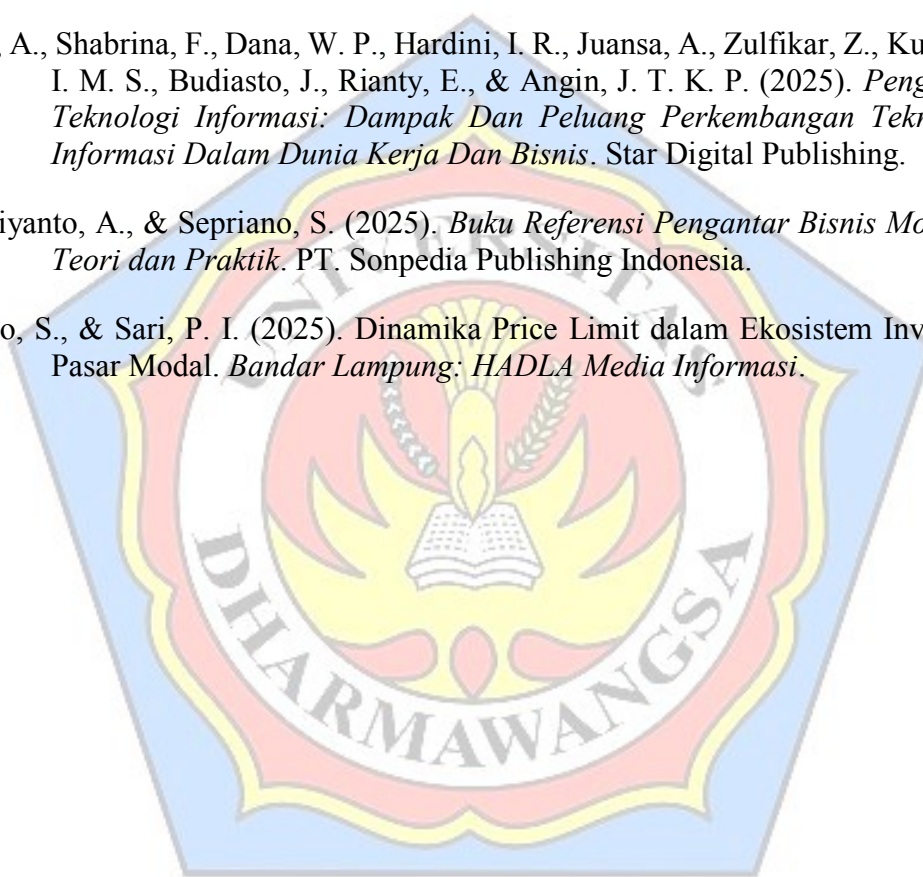 A., Shabrina, F., Dana, W. P., Hardini, I. R., Juansa, A., Zulfikar, Z., Ku
I. M. S., Budiasto, J., Rianty, E., & Angin, J. T. K. P. (2025). Peng
Teknologi Informasi: Dampak Dan Peluang Perkembangan Tekn
Informasi Dalam Dunia Kerja Dan Bisnis. Star Digital Publishing.
iyanto, A., & Sepriano, S. (2025). Buku Referensi Pengantar Bisnis Mo
Teori dan Praktik. PT. Sonpedia Publishing Indonesia.
o, S., & Sari, P. I. (2025). Dinamika Price Limit dalam Ekosistem Inv
Pasar Modal. Bandar Lampung: HADLA Media Informasi.
UNIVERSITAS
DHARMAWANGSA